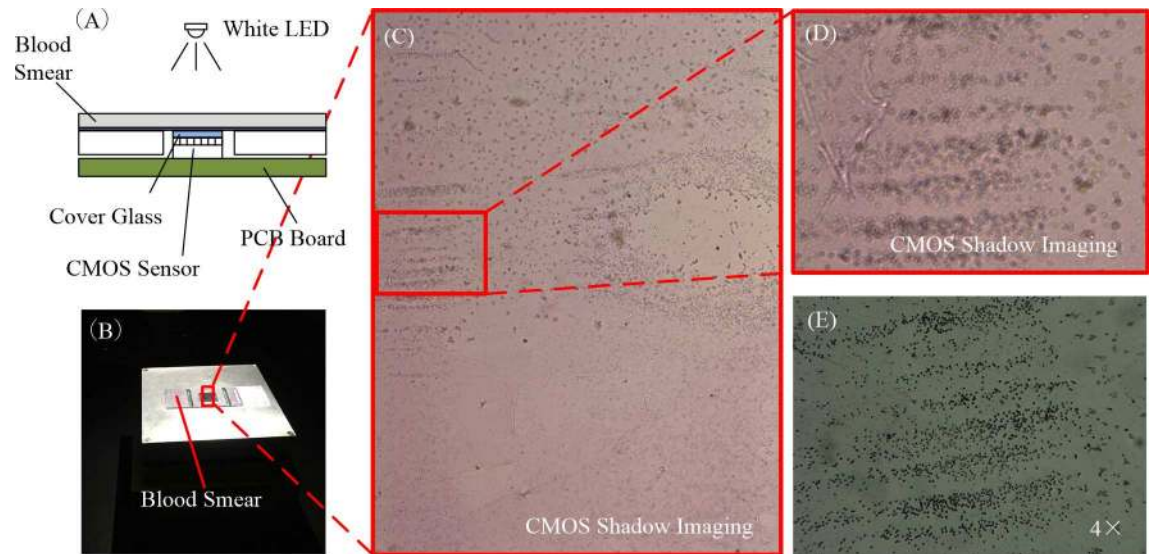 (A)
White LED
Blood
Smear
Cover Glass
PCB Board
CMOS Sensor
(B)
Blood Smear
(C)
CMOS Shadow Imaging
(D)
CMOS Shadow Imaging
(E)
4×